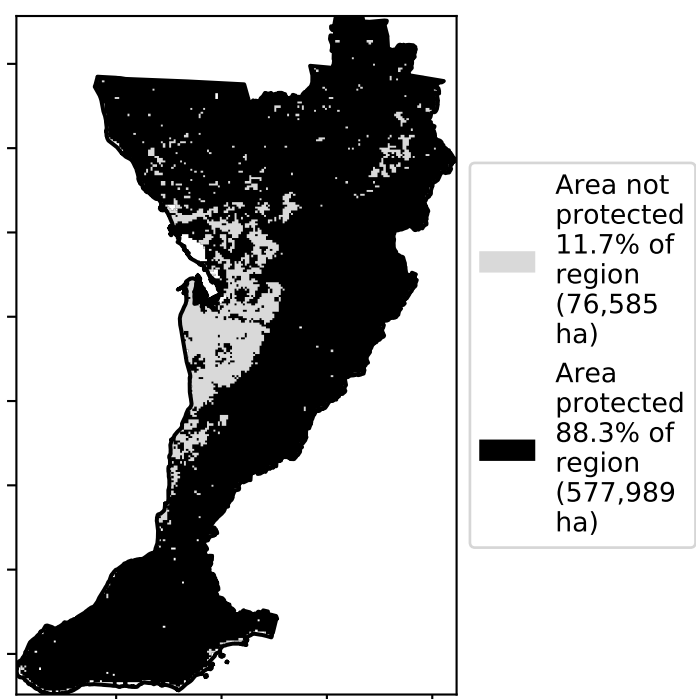 Area not
protected
11.7% of
region
(76,585
ha)
Area
protected
88.3% of
region
(577,989
ha)